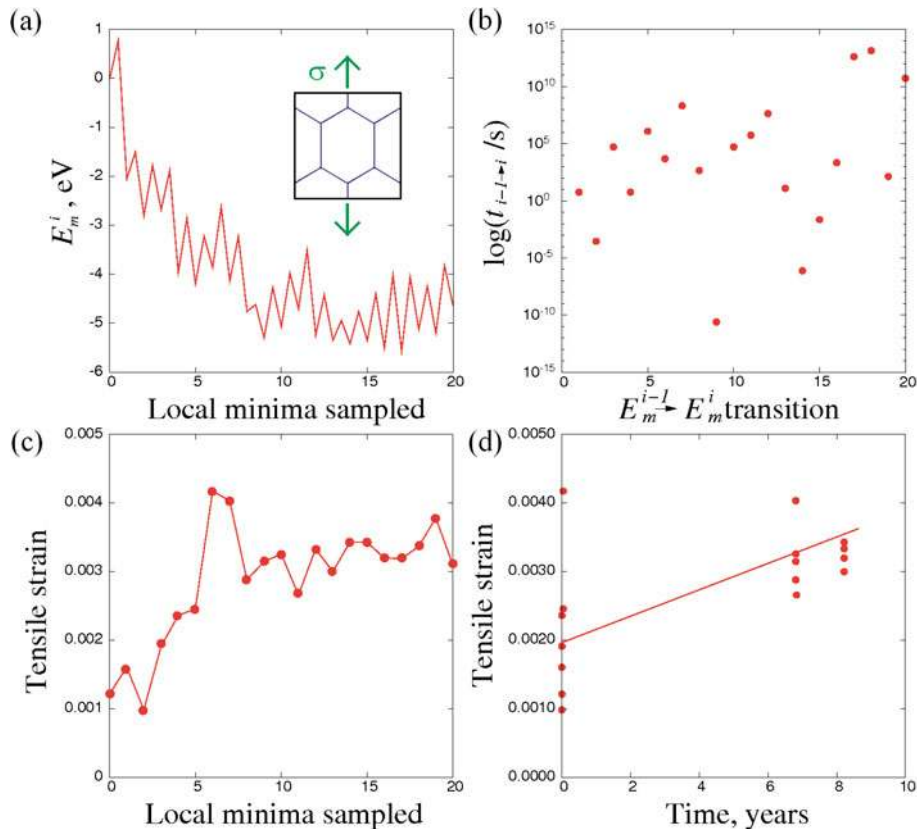 (a)
1
0
-1
-2
-3
-4
-5
-6
E_m^i , eV
σ
0 5 10 15 20
Local minima sampled
(b)
10^15
10^10
10^5
10^0
10^-5
10^-10
10^-15
log(t_{i-1→i} /s)
0 5 10 15 20
E_m^{i-1} → E_m^i transition
(c)
0.005
0.004
0.003
0.002
0.001
0
Tensile strain
0 5 10 15 20
Local minima sampled
(d)
0.0050
0.0040
0.0030
0.0020
0.0010
0.0000
Tensile strain
0 2 4 6 8 10
Time, years